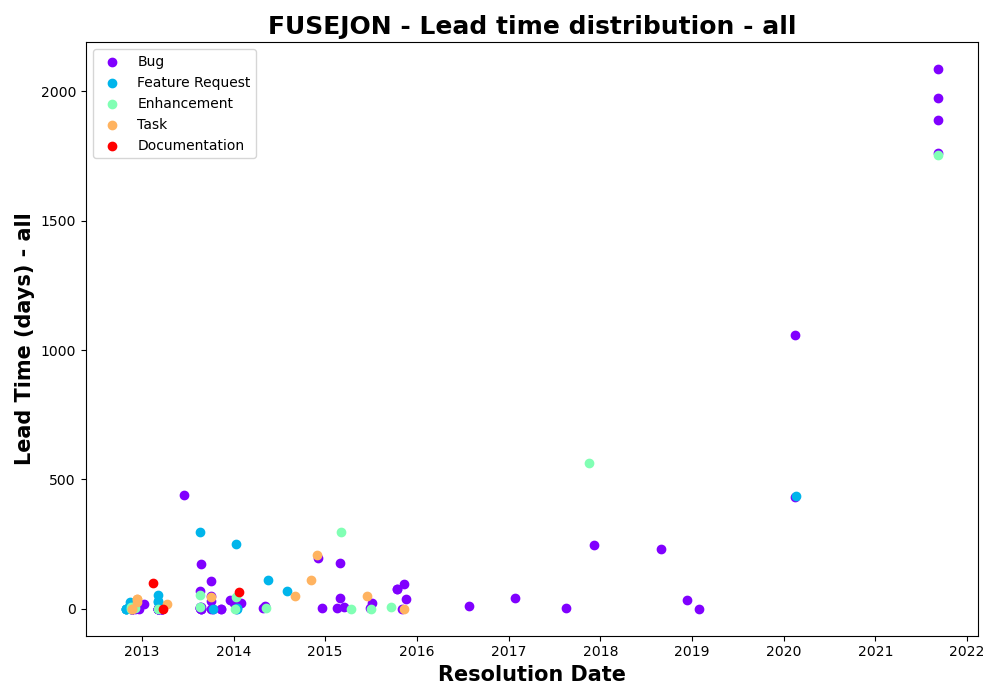 FUSEJON - Lead time distribution - all
Bug
Feature Request
Enhancement
Task
Documentation
Lead Time (days) - all
2000
1500
1000
500
0
2013 2014 2015 2016 2017 2018 2019 2020 2021 2022
Resolution Date